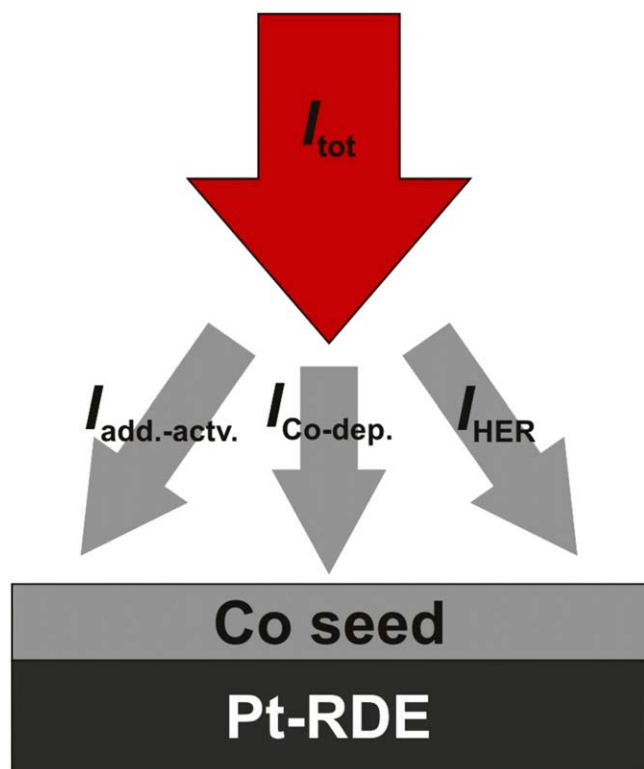 Itot
Iadd.-actv. ICo-dep. IHER
Co seed
Pt-RDE